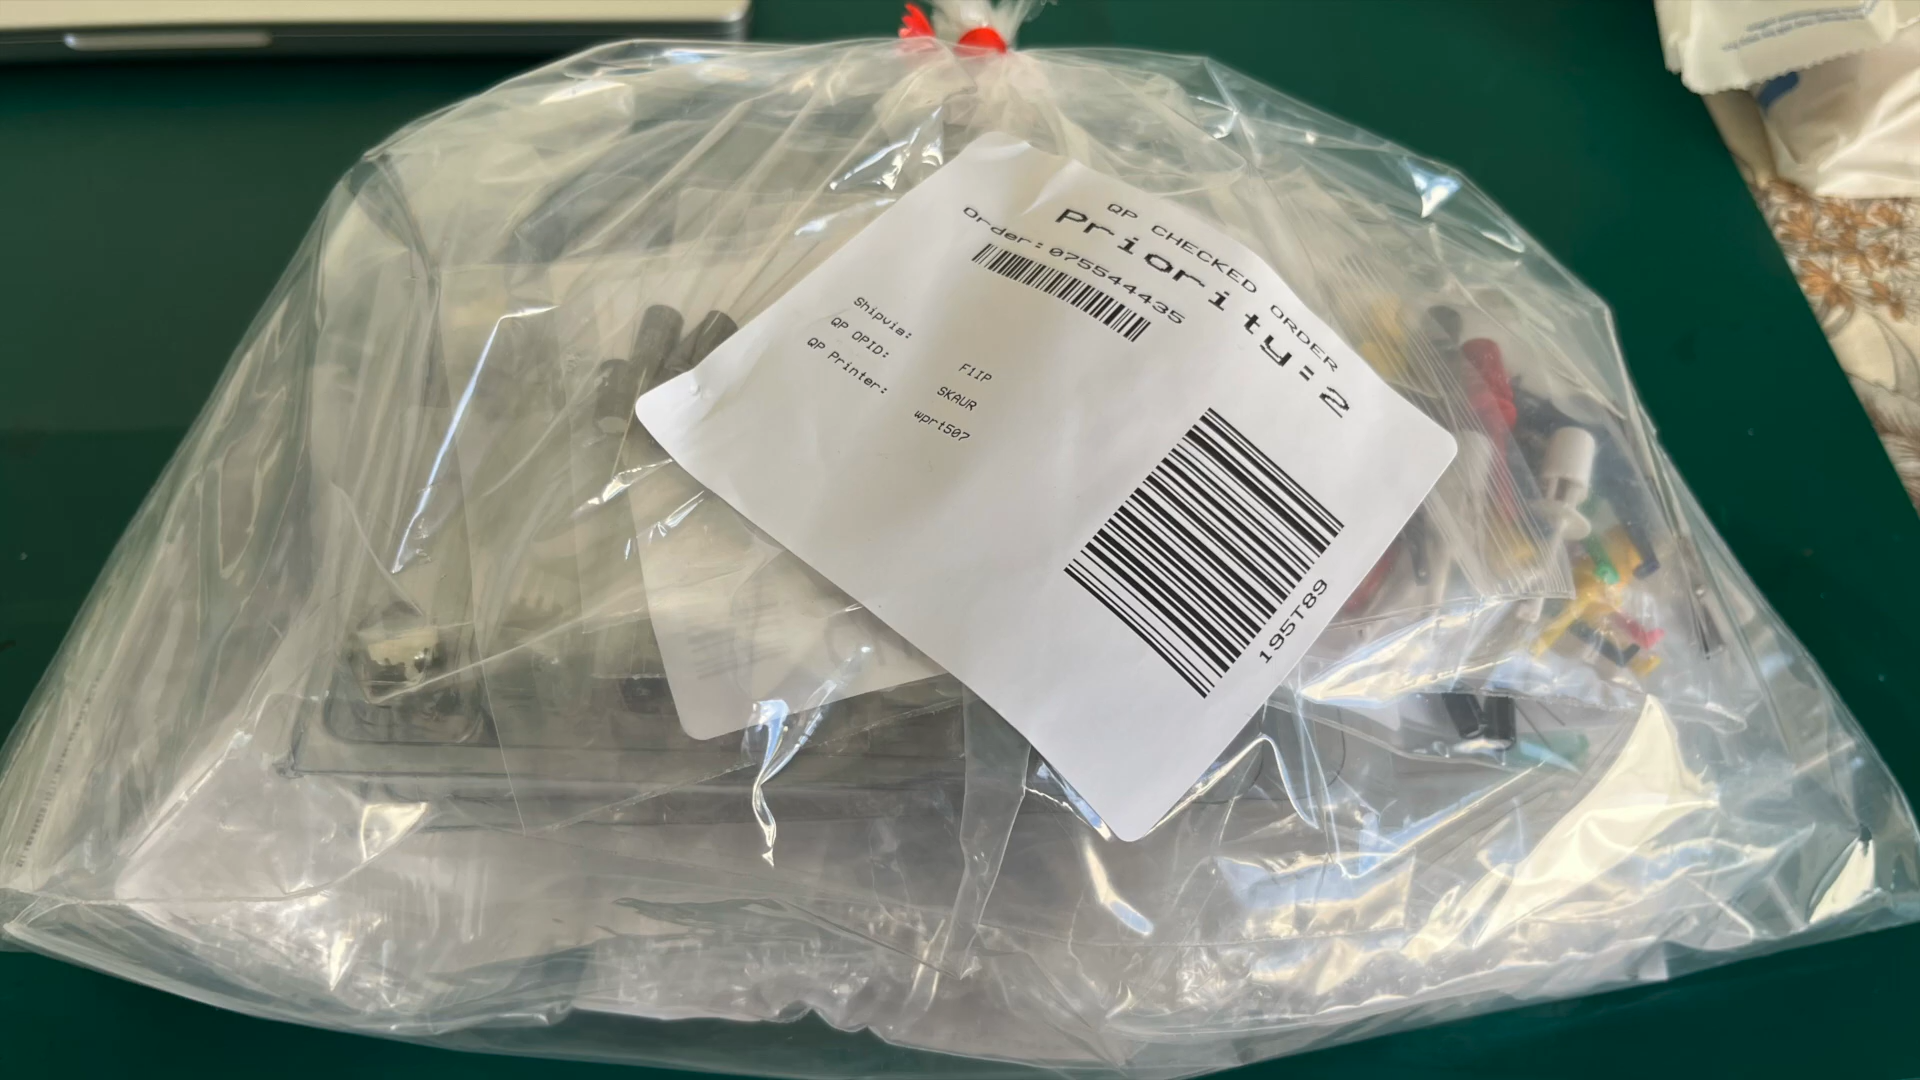 QP CHECKED ORDER
Priority:2
Order:075544435
Shipvia: F1IP
QP OPID: SKAUR
QP Printer: wprt507
195T89